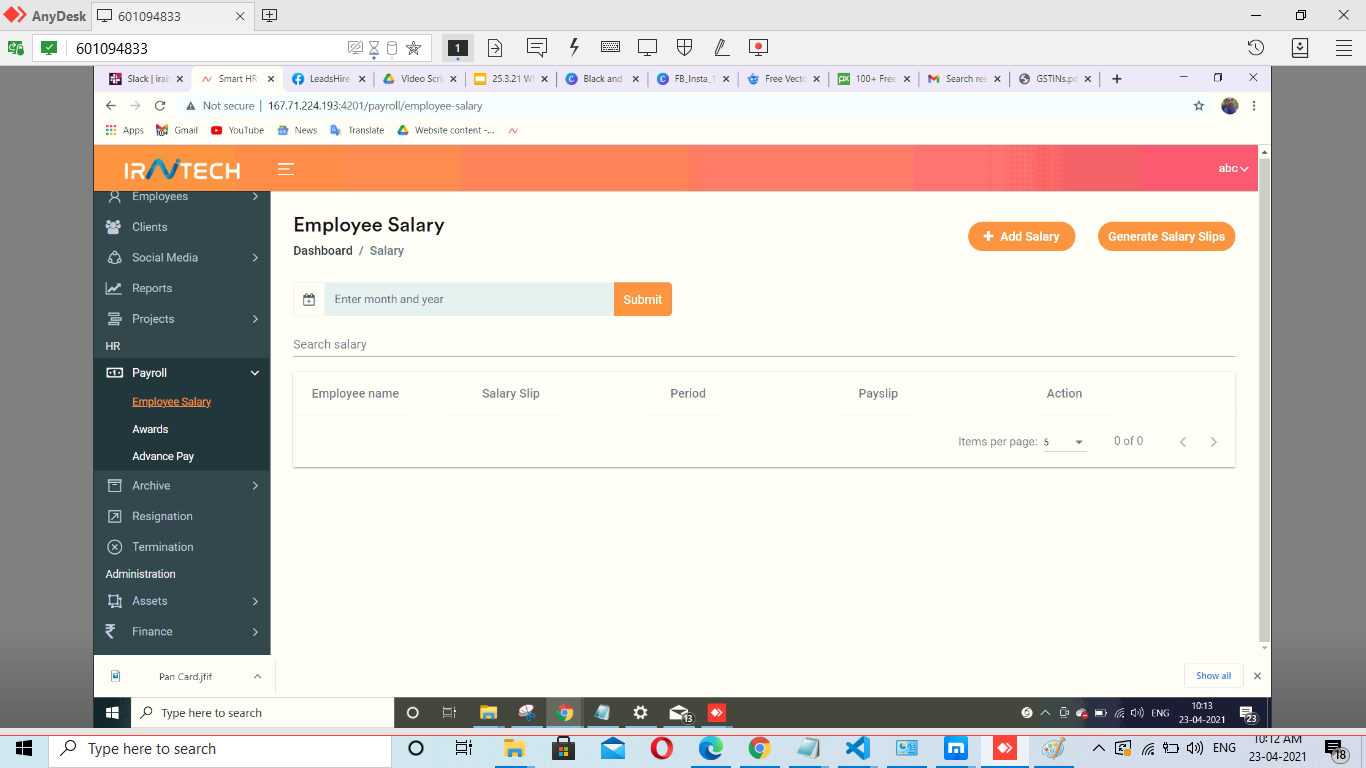 AnyDesk 601094833
601094833 1
Slack | irai Smart HR LeadsHire Video Scri 25.3.21 W Black and FB_Insta_1 Free Vecto 100+ Free Search res GSTINs.pd
Not secure | 167.71.224.193:4201/payroll/employee-salary
Apps Gmail YouTube News Translate Website content -...
IRAVTECH abc
Employees
Clients
Social Media
Reports
Projects
HR
Payroll
Employee Salary
Awards
Advance Pay
Archive
Resignation
Termination
Administration
Assets
Finance
Employee Salary
Dashboard / Salary
+ Add Salary Generate Salary Slips
Enter month and year Submit
Search salary
Employee name Salary Slip Period Payslip Action
Items per page: 5 0 of 0
Pan Card.jfif Show all
Type here to search 13 ENG 10:13
23-04-2021 23
Type here to search ENG 10:12 AM
23-04-2021 18